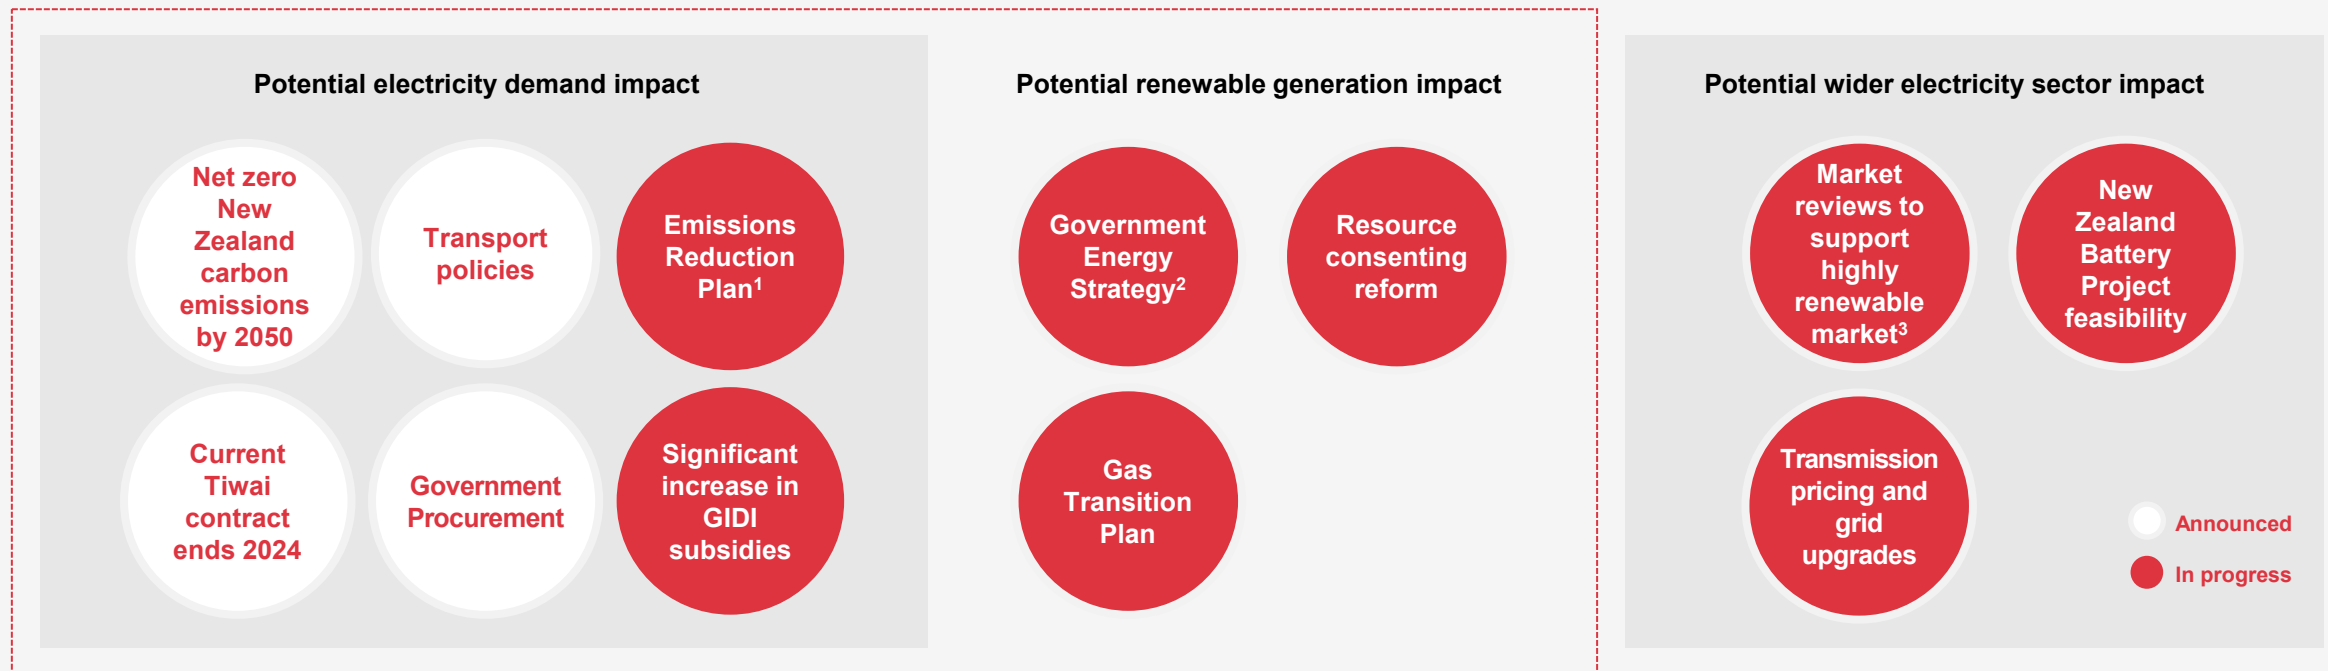 Potential electricity demand impact
Net zero
New
Zealand
carbon
emissions
by 2050
Transport
policies
Emissions
Reduction
Plan¹
Current
Tiwai
contract
ends 2024
Government
Procurement
Significant
increase in
GIDI
subsidies
Potential renewable generation impact
Government
Energy
Strategy²
Resource
consenting
reform
Gas
Transition
Plan
Potential wider electricity sector impact
Market
reviews to
support
highly
renewable
market³
New
Zealand
Battery
Project
feasibility
Transmission
pricing and
grid
upgrades
Announced
In progress